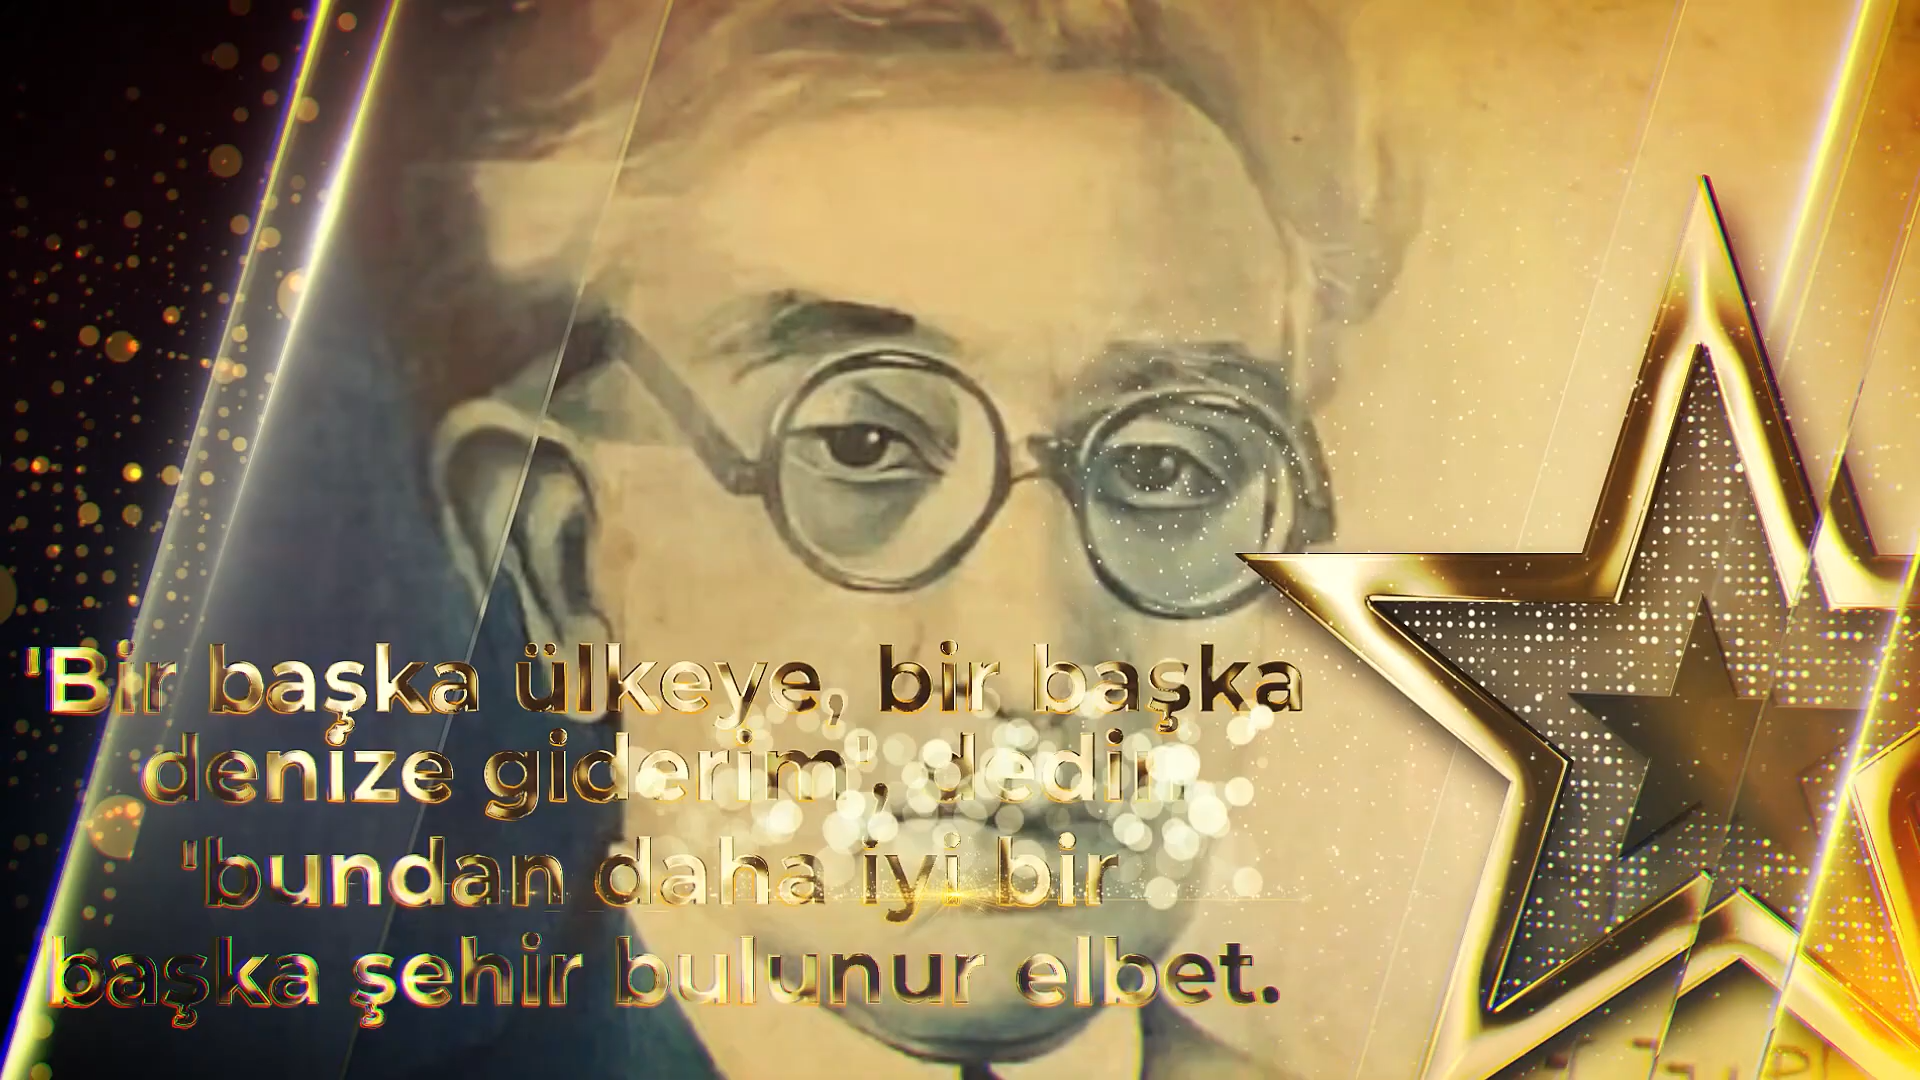 'Bir başka ülkeye, bir başka
denize giderim', dedin
'bundan daha iyi bir
başka şehir bulunur elbet.